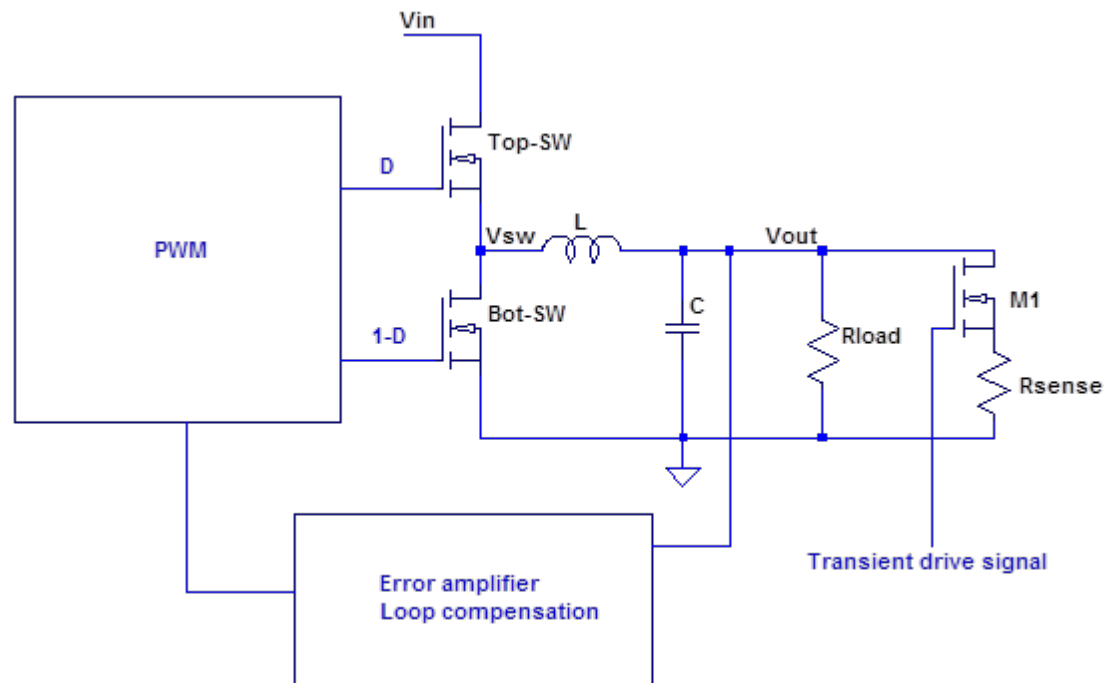 Vin
Top-SW
D
PWM
Vsw
L
Vout
M1
C
Bot-SW
1-D
Rload
Rsense
Transient drive signal
Error amplifier
Loop compensation